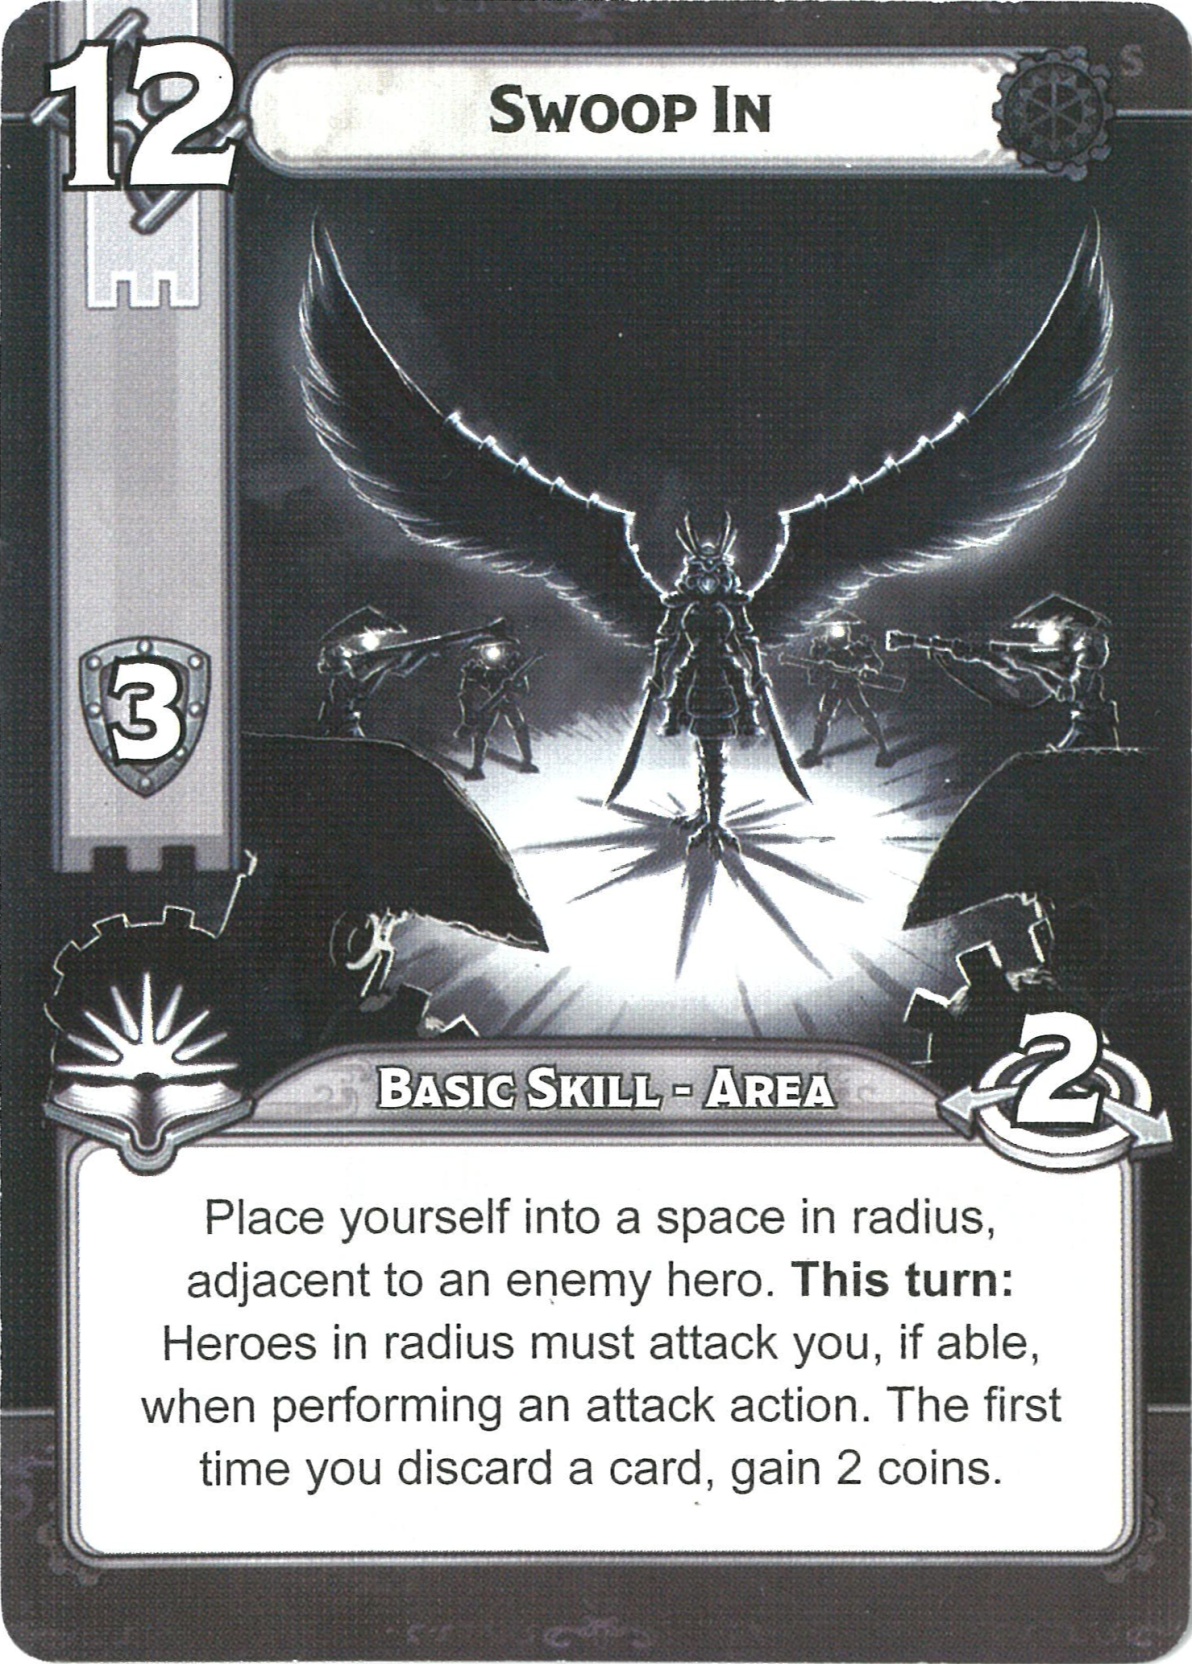 12
SWOOP IN
S
3
BASIC SKILL - AREA
2
Place yourself into a space in radius,
adjacent to an enemy hero. This turn:
Heroes in radius must attack you, if able,
when performing an attack action. The first
time you discard a card, gain 2 coins.